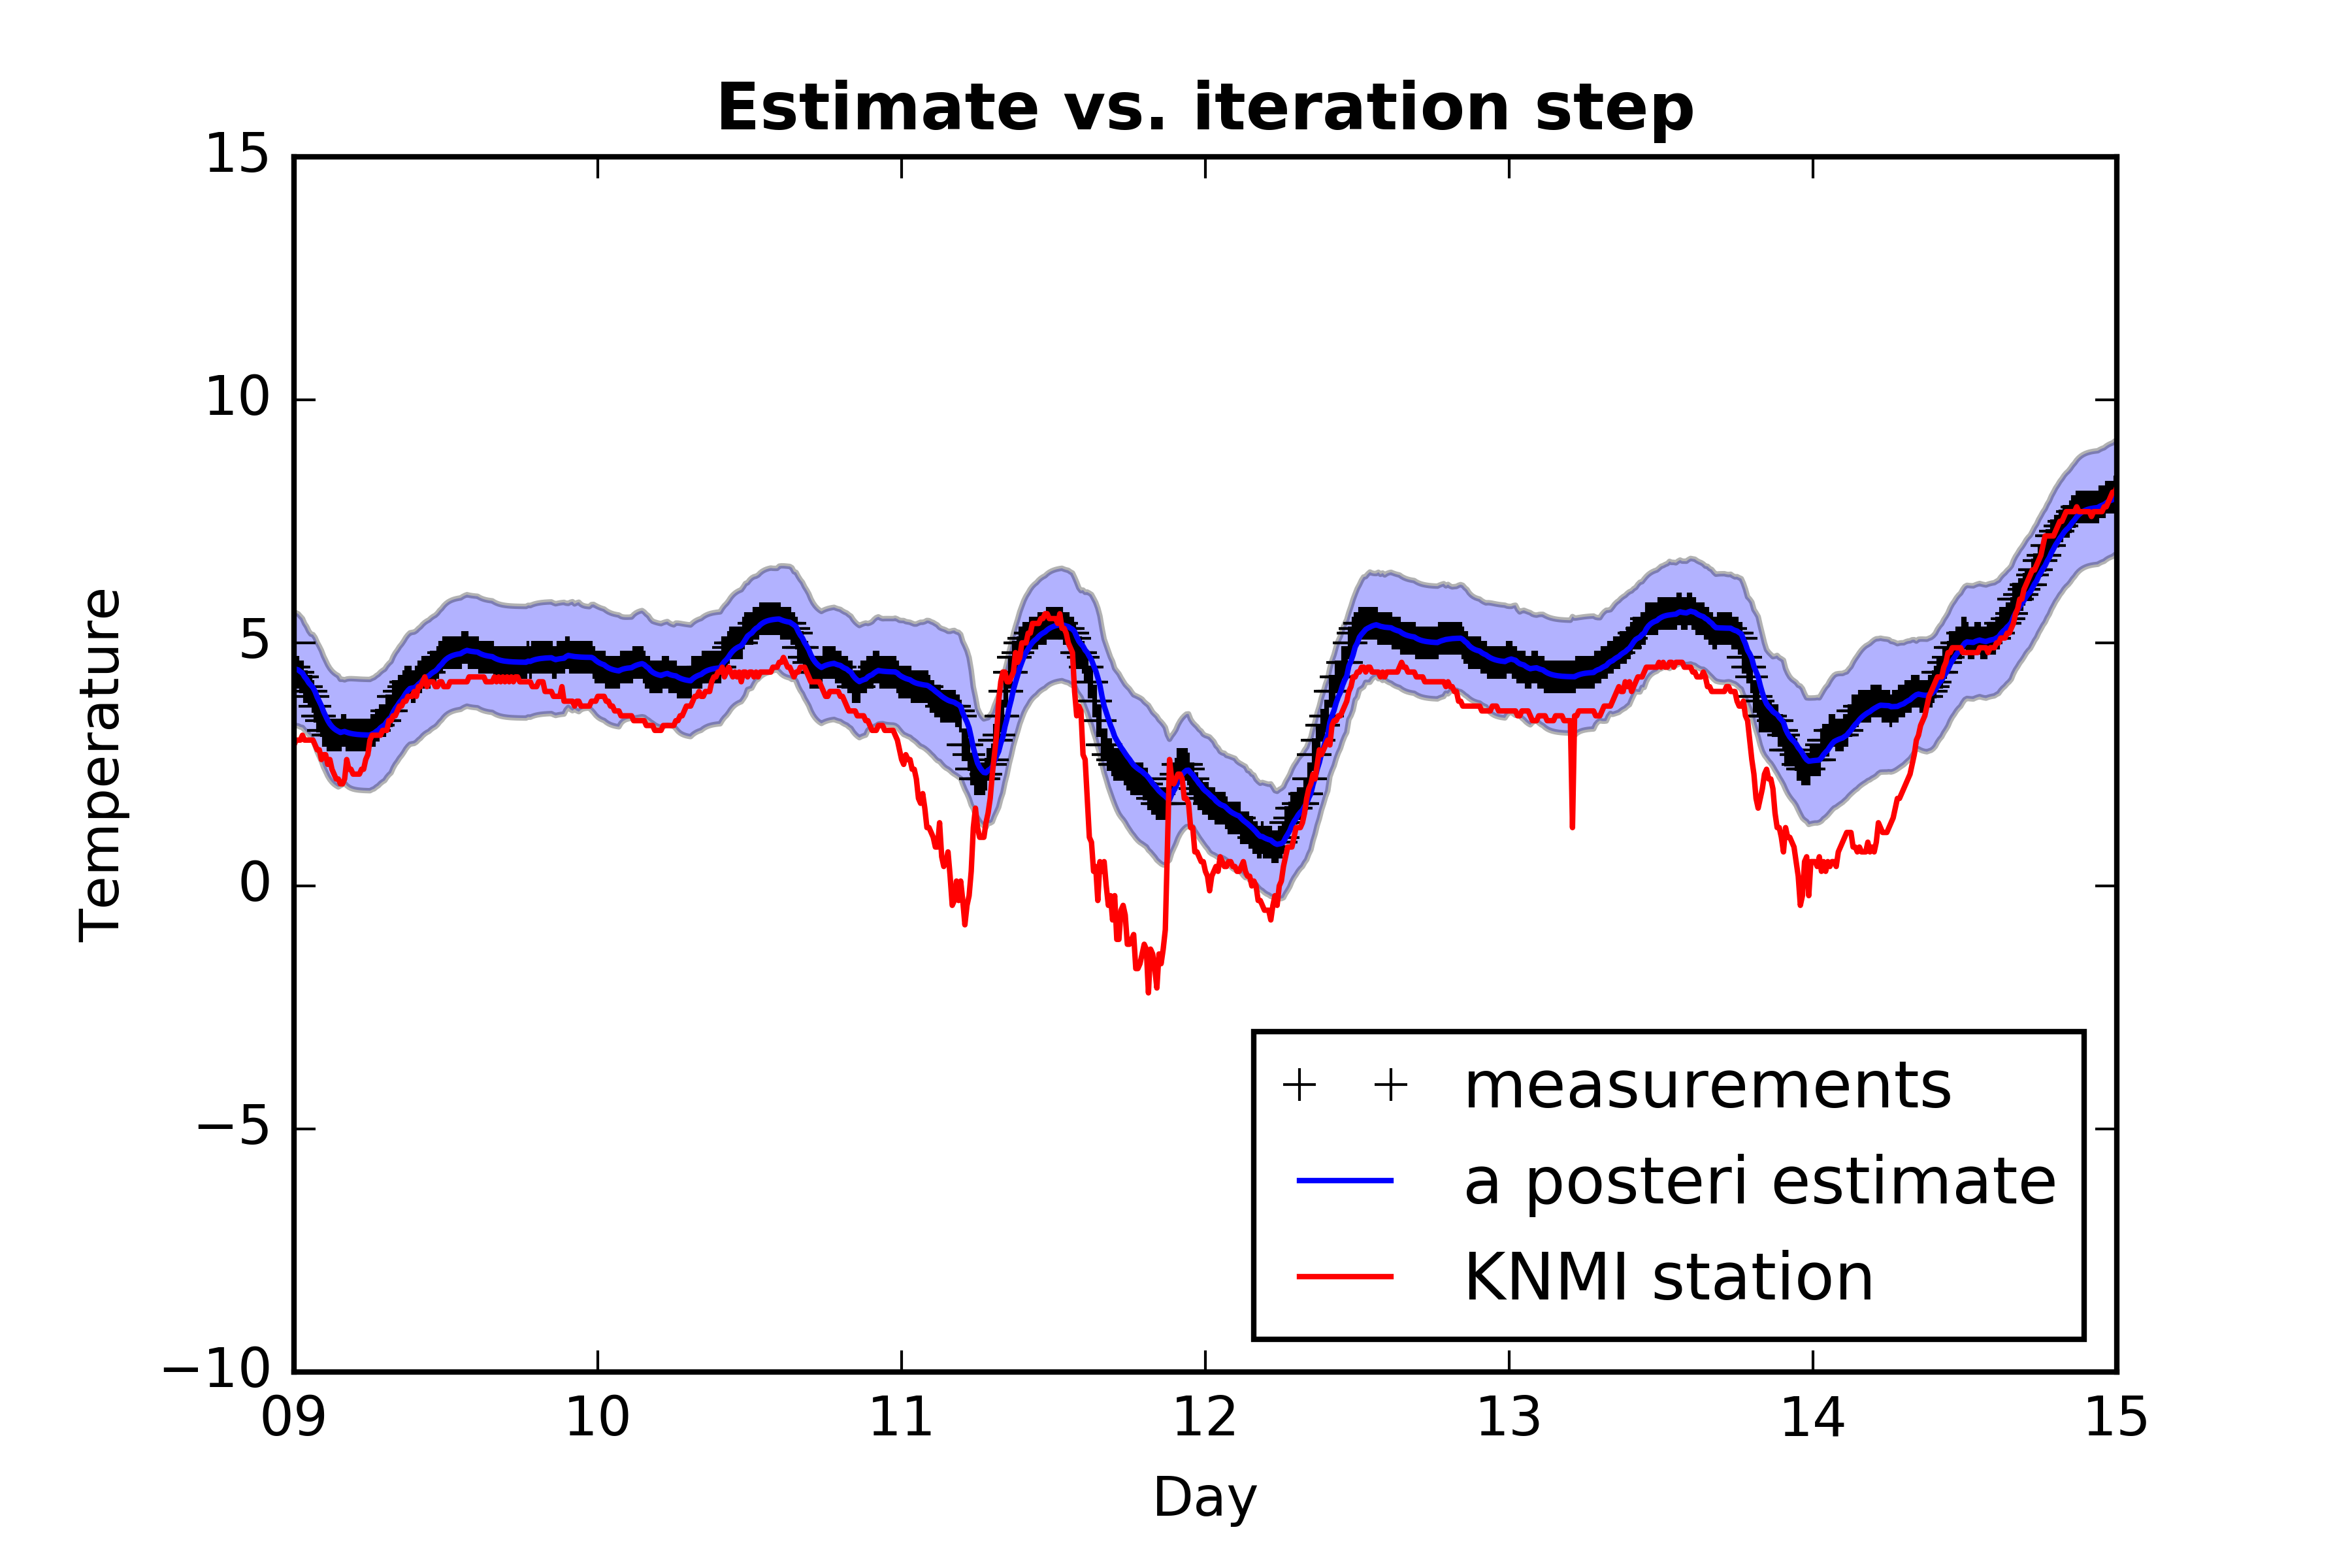 Estimate vs. iteration step
15
10
5
0
−5
−10
Temperature
measurements
a posteri estimate
KNMI station
09 10 11 12 13 14 15
Day